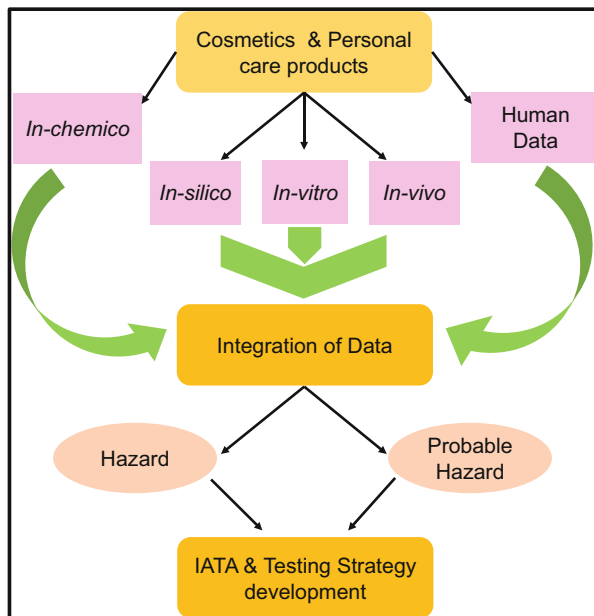 Cosmetics & Personal
care products
In-chemico
Human
Data
In-silico
In-vitro
In-vivo
Integration of Data
Hazard
Probable
Hazard
IATA & Testing Strategy
development